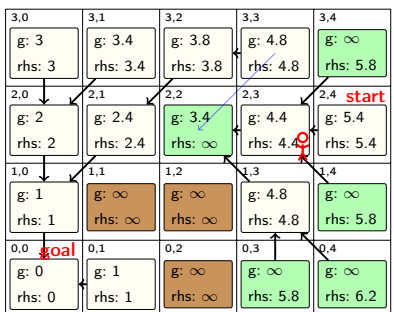 3,0 3,1 3,2 3,3 3,4
g: 3 g: 3.4 g: 3.8 g: 4.8 g: ∞
rhs: 3 rhs: 3.4 rhs: 3.8 rhs: 4.8 rhs: 5.8
2,0 2,1 2,2 2,3 2,4 start
g: 2 g: 2.4 g: 3.4 g: 4.4 g: 5.4
rhs: 2 rhs: 2.4 rhs: ∞ rhs: 4.4 rhs: 5.4
1,0 1,1 1,2 1,3 1,4
g: 1 g: ∞ g: ∞ g: 4.8 g: ∞
rhs: 1 rhs: ∞ rhs: ∞ rhs: 4.8 rhs: 5.8
0,0 goal 0,1 0,2 0,3 0,4
g: 0 g: 1 g: ∞ g: ∞ g: ∞
rhs: 0 rhs: 1 rhs: ∞ rhs: 5.8 rhs: 6.2